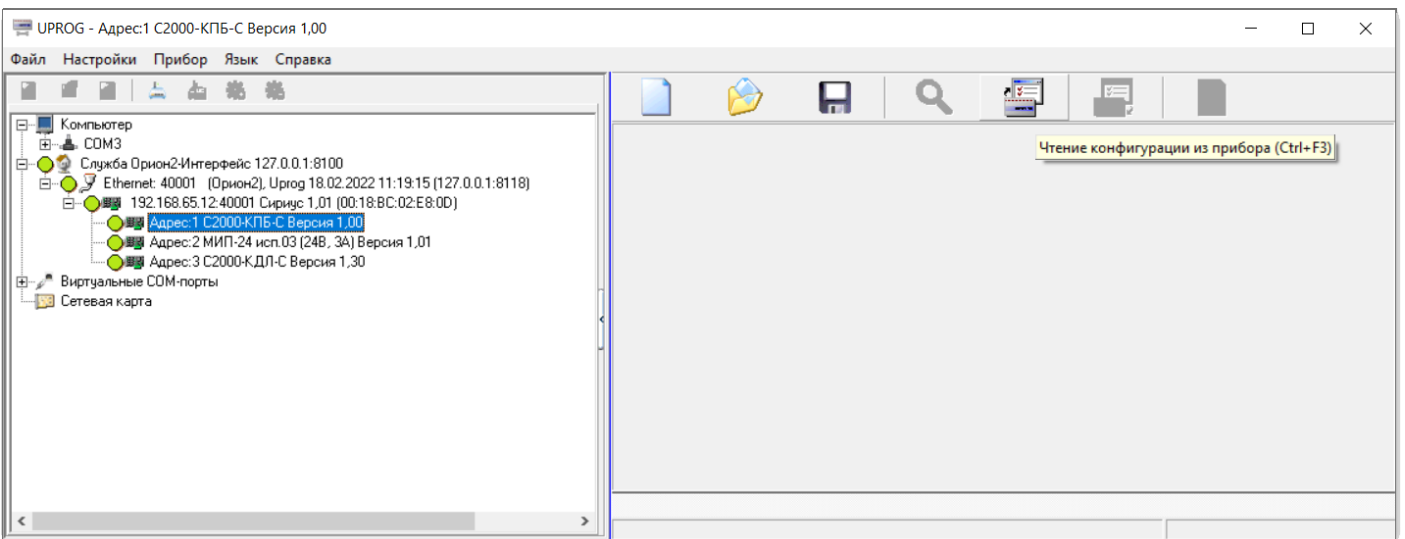 UPROG - Адрес:1 С2000-КПБ-С Версия 1,00
Файл Настройки Прибор Язык Справка
Компьютер
COM3
Служба Орион2-Интерфейс 127.0.0.1:8100
Ethernet: 40001 (Орион2), Uprog 18.02.2022 11:19:15 (127.0.0.1:8118)
192.168.65.12:40001 Сириус 1,01 (00:18:BC:02:E8:0D)
Адрес:1 С2000-КПБ-С Версия 1,00
Адрес:2 МИП-24 исп.03 (24В, 3А) Версия 1,01
Адрес:3 С2000-КДЛ-С Версия 1,30
Виртуальные COM-порты
Сетевая карта
Чтение конфигурации из прибора (Ctrl+F3)